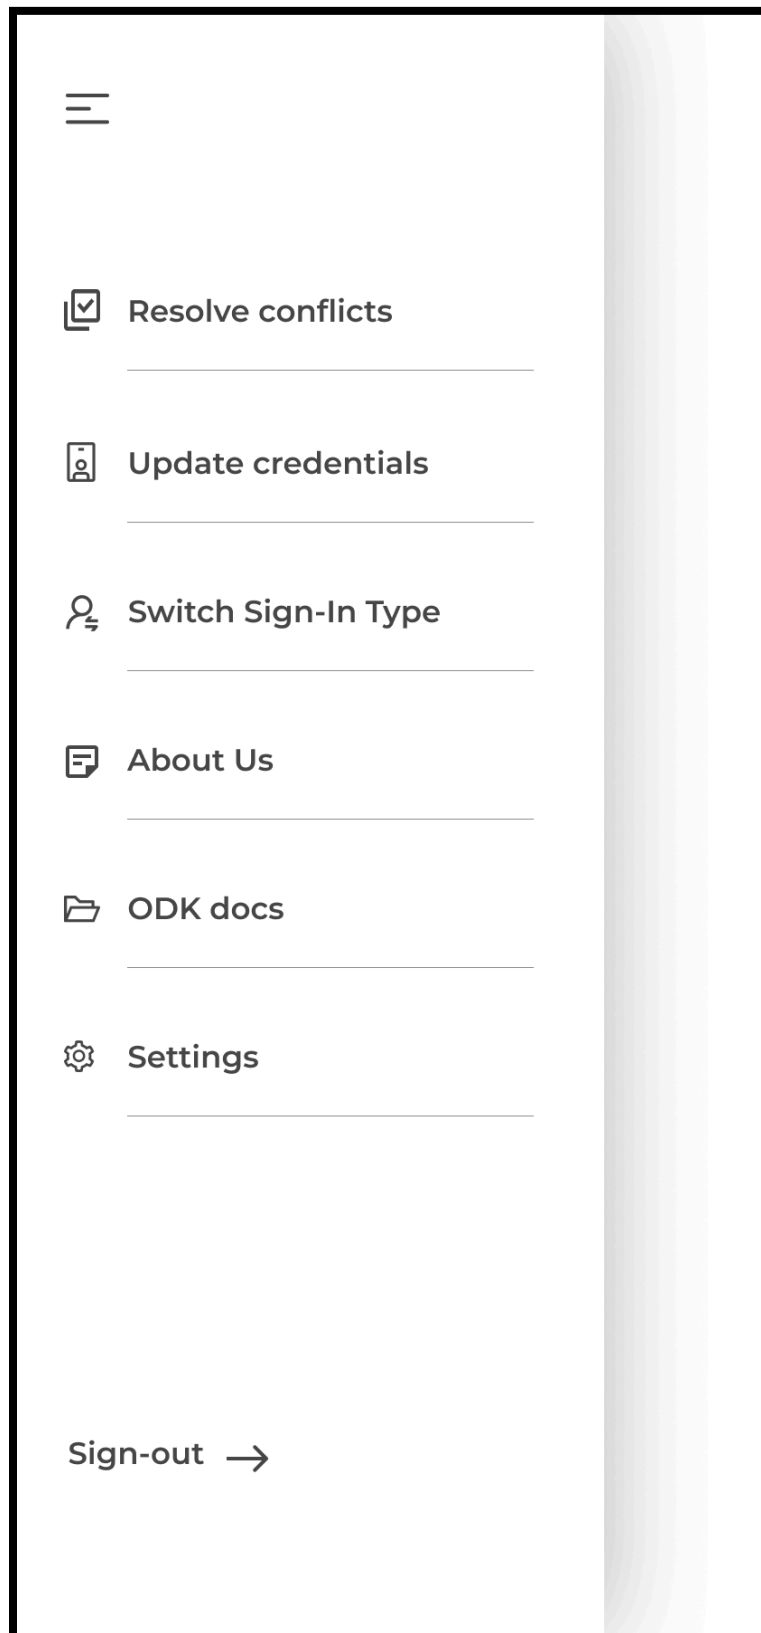 Resolve conflicts
Update credentials
Switch Sign-In Type
About Us
ODK docs
Settings
Sign-out